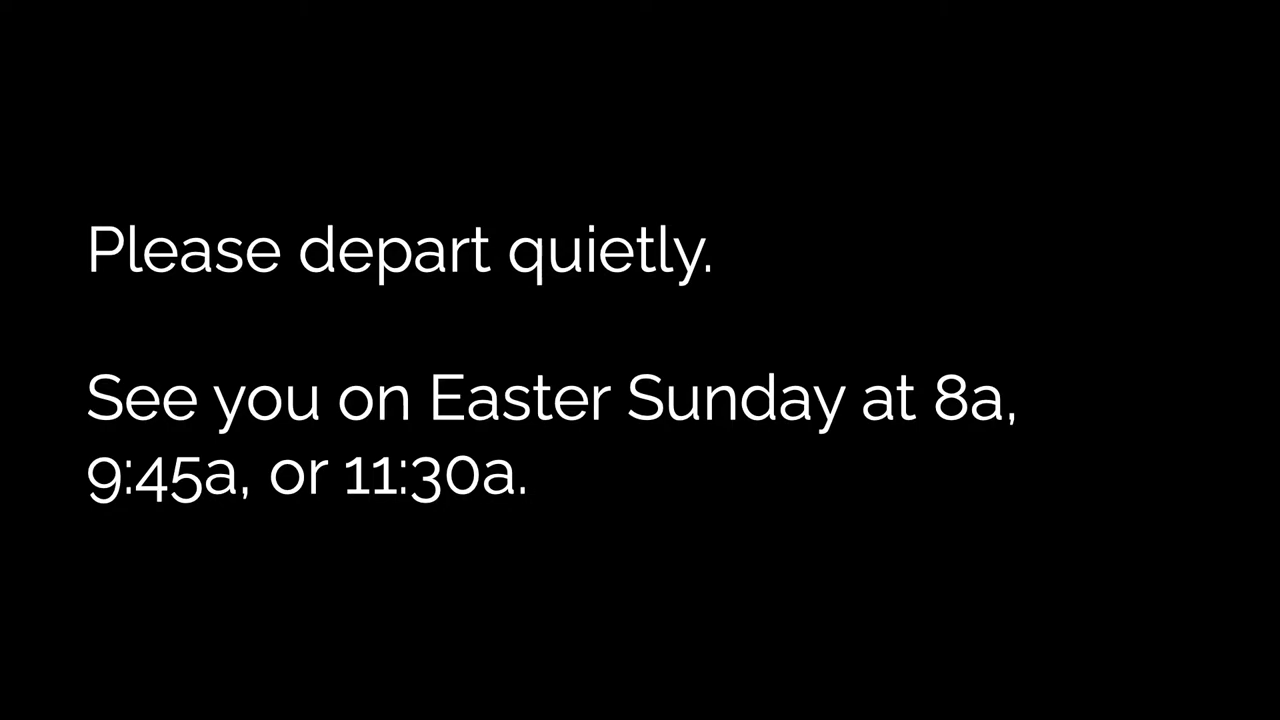 Please depart quietly.
See you on Easter Sunday at 8a,
9:45a, or 11:30a.